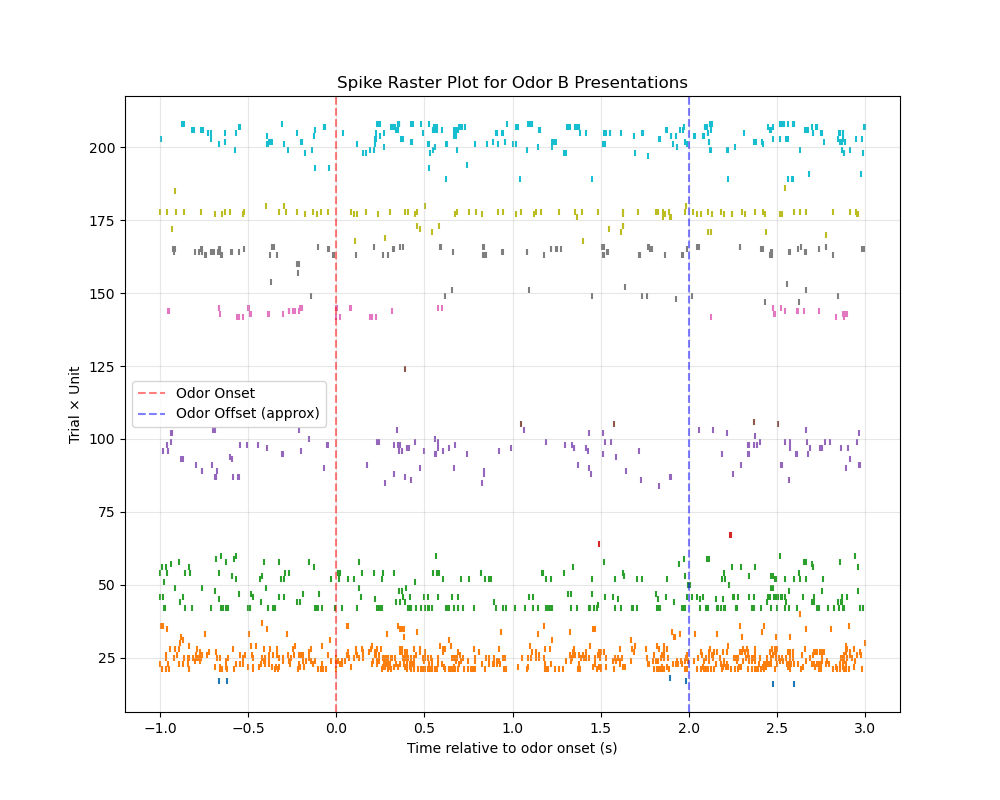 Spike Raster Plot for Odor B Presentations
Trial × Unit
200
175
150
125
100
75
50
25
Odor Onset
Odor Offset (approx)
−1.0 −0.5 0.0 0.5 1.0 1.5 2.0 2.5 3.0
Time relative to odor onset (s)